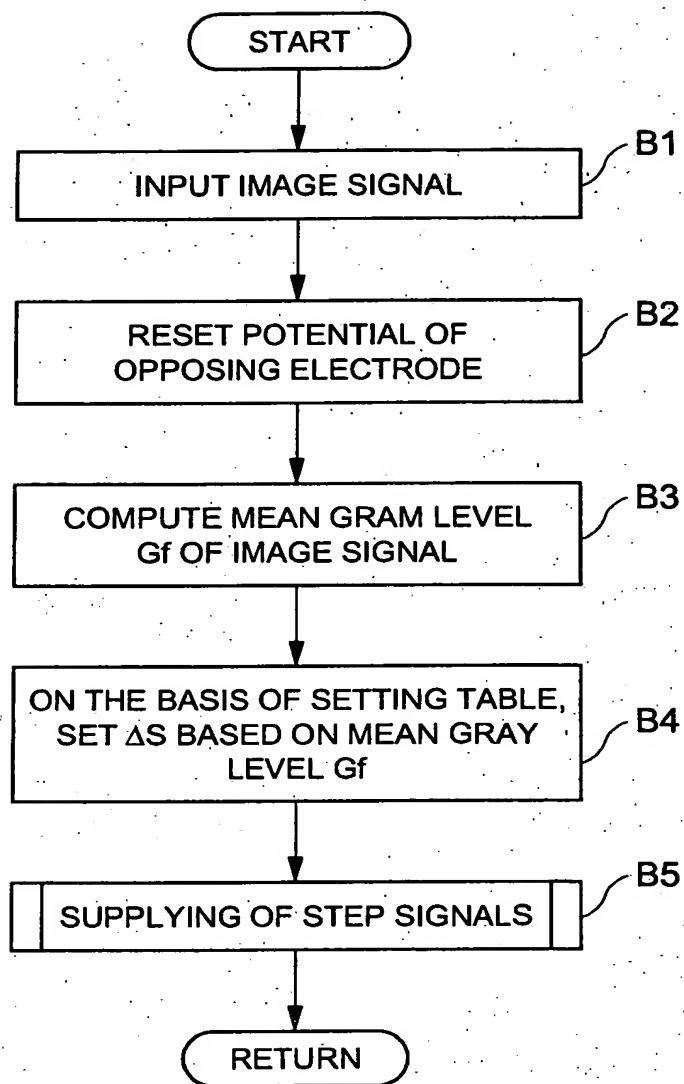 START
INPUT IMAGE SIGNAL
B1
RESET POTENTIAL OF
OPPOSING ELECTRODE
B2
COMPUTE MEAN GRAM LEVEL
Gf OF IMAGE SIGNAL
B3
ON THE BASIS OF SETTING TABLE,
SET ΔS BASED ON MEAN GRAY
LEVEL Gf
B4
SUPPLYING OF STEP SIGNALS
B5
RETURN